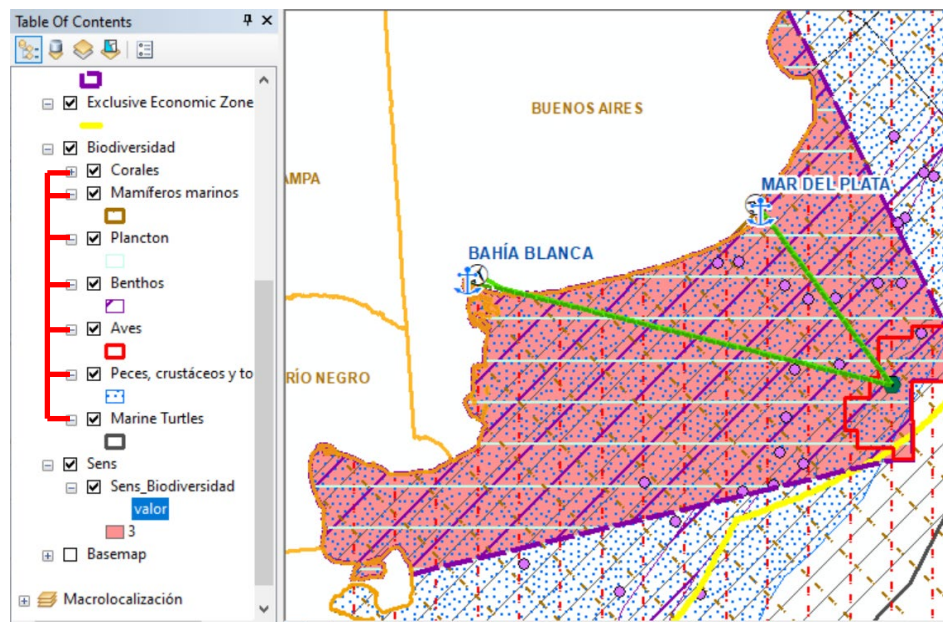 Table Of Contents
Exclusive Economic Zone
Biodiversidad
Corales
Mamíferos marinos
Plancton
Benthos
Aves
Peces, crustáceos y to
Marine Turtles
Sens
Sens_Biodiversidad
valor
3
Basemap
Macrolocalización
BUENOS AIRES
AMPA
MAR DEL PLATA
BAHÍA BLANCA
RÍO NEGRO